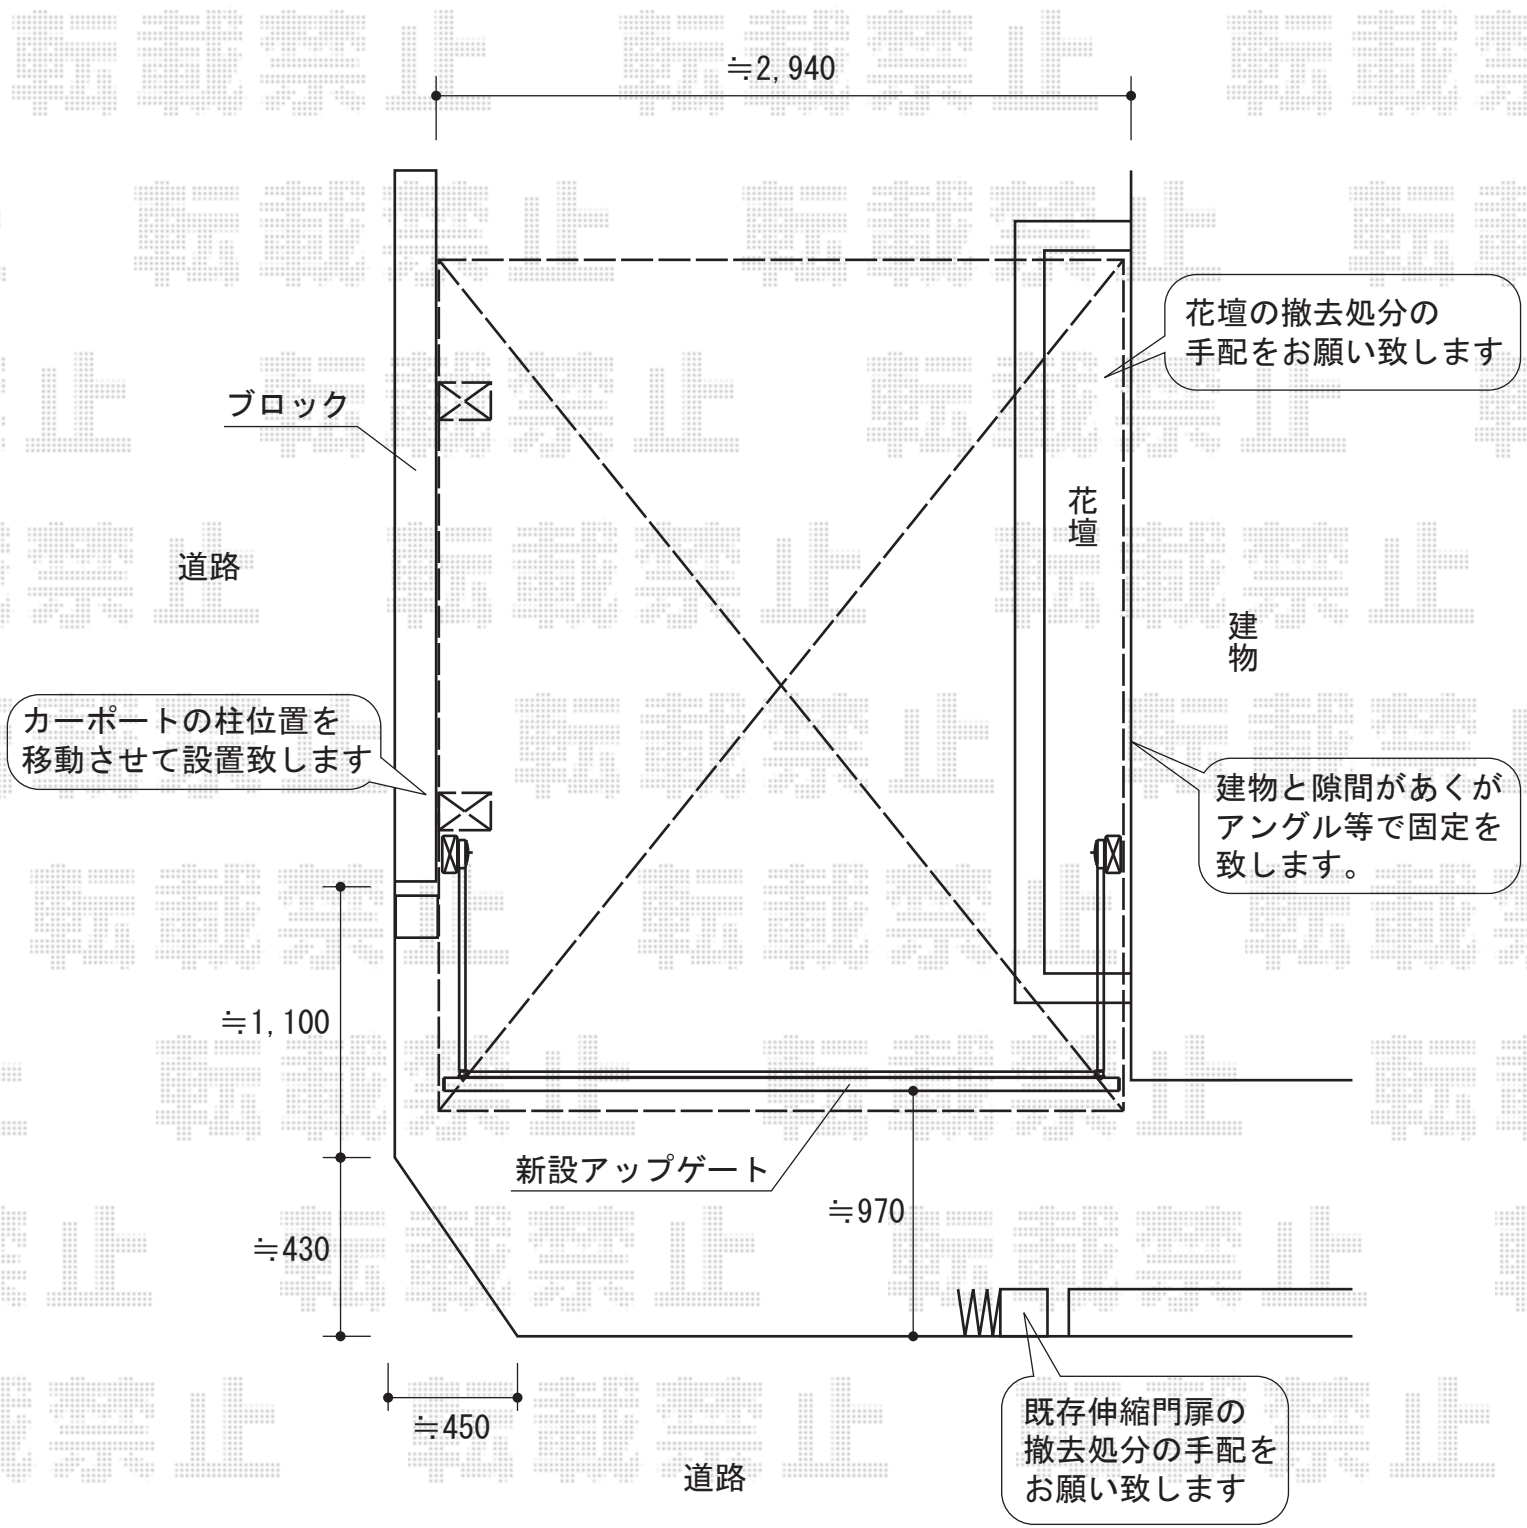 ≒2,940
花壇の撤去処分の
手配をお願い致します
ブロック
花壇
道路
建物
カーポートの柱位置を
移動させて設置致します
建物と隙間があくが
アングル等で固定を
致します。
≒1,100
新設アップゲート
≒970
≒430
≒450
既存伸縮門扉の
撤去処分の手配を
お願い致します
道路
転載禁止